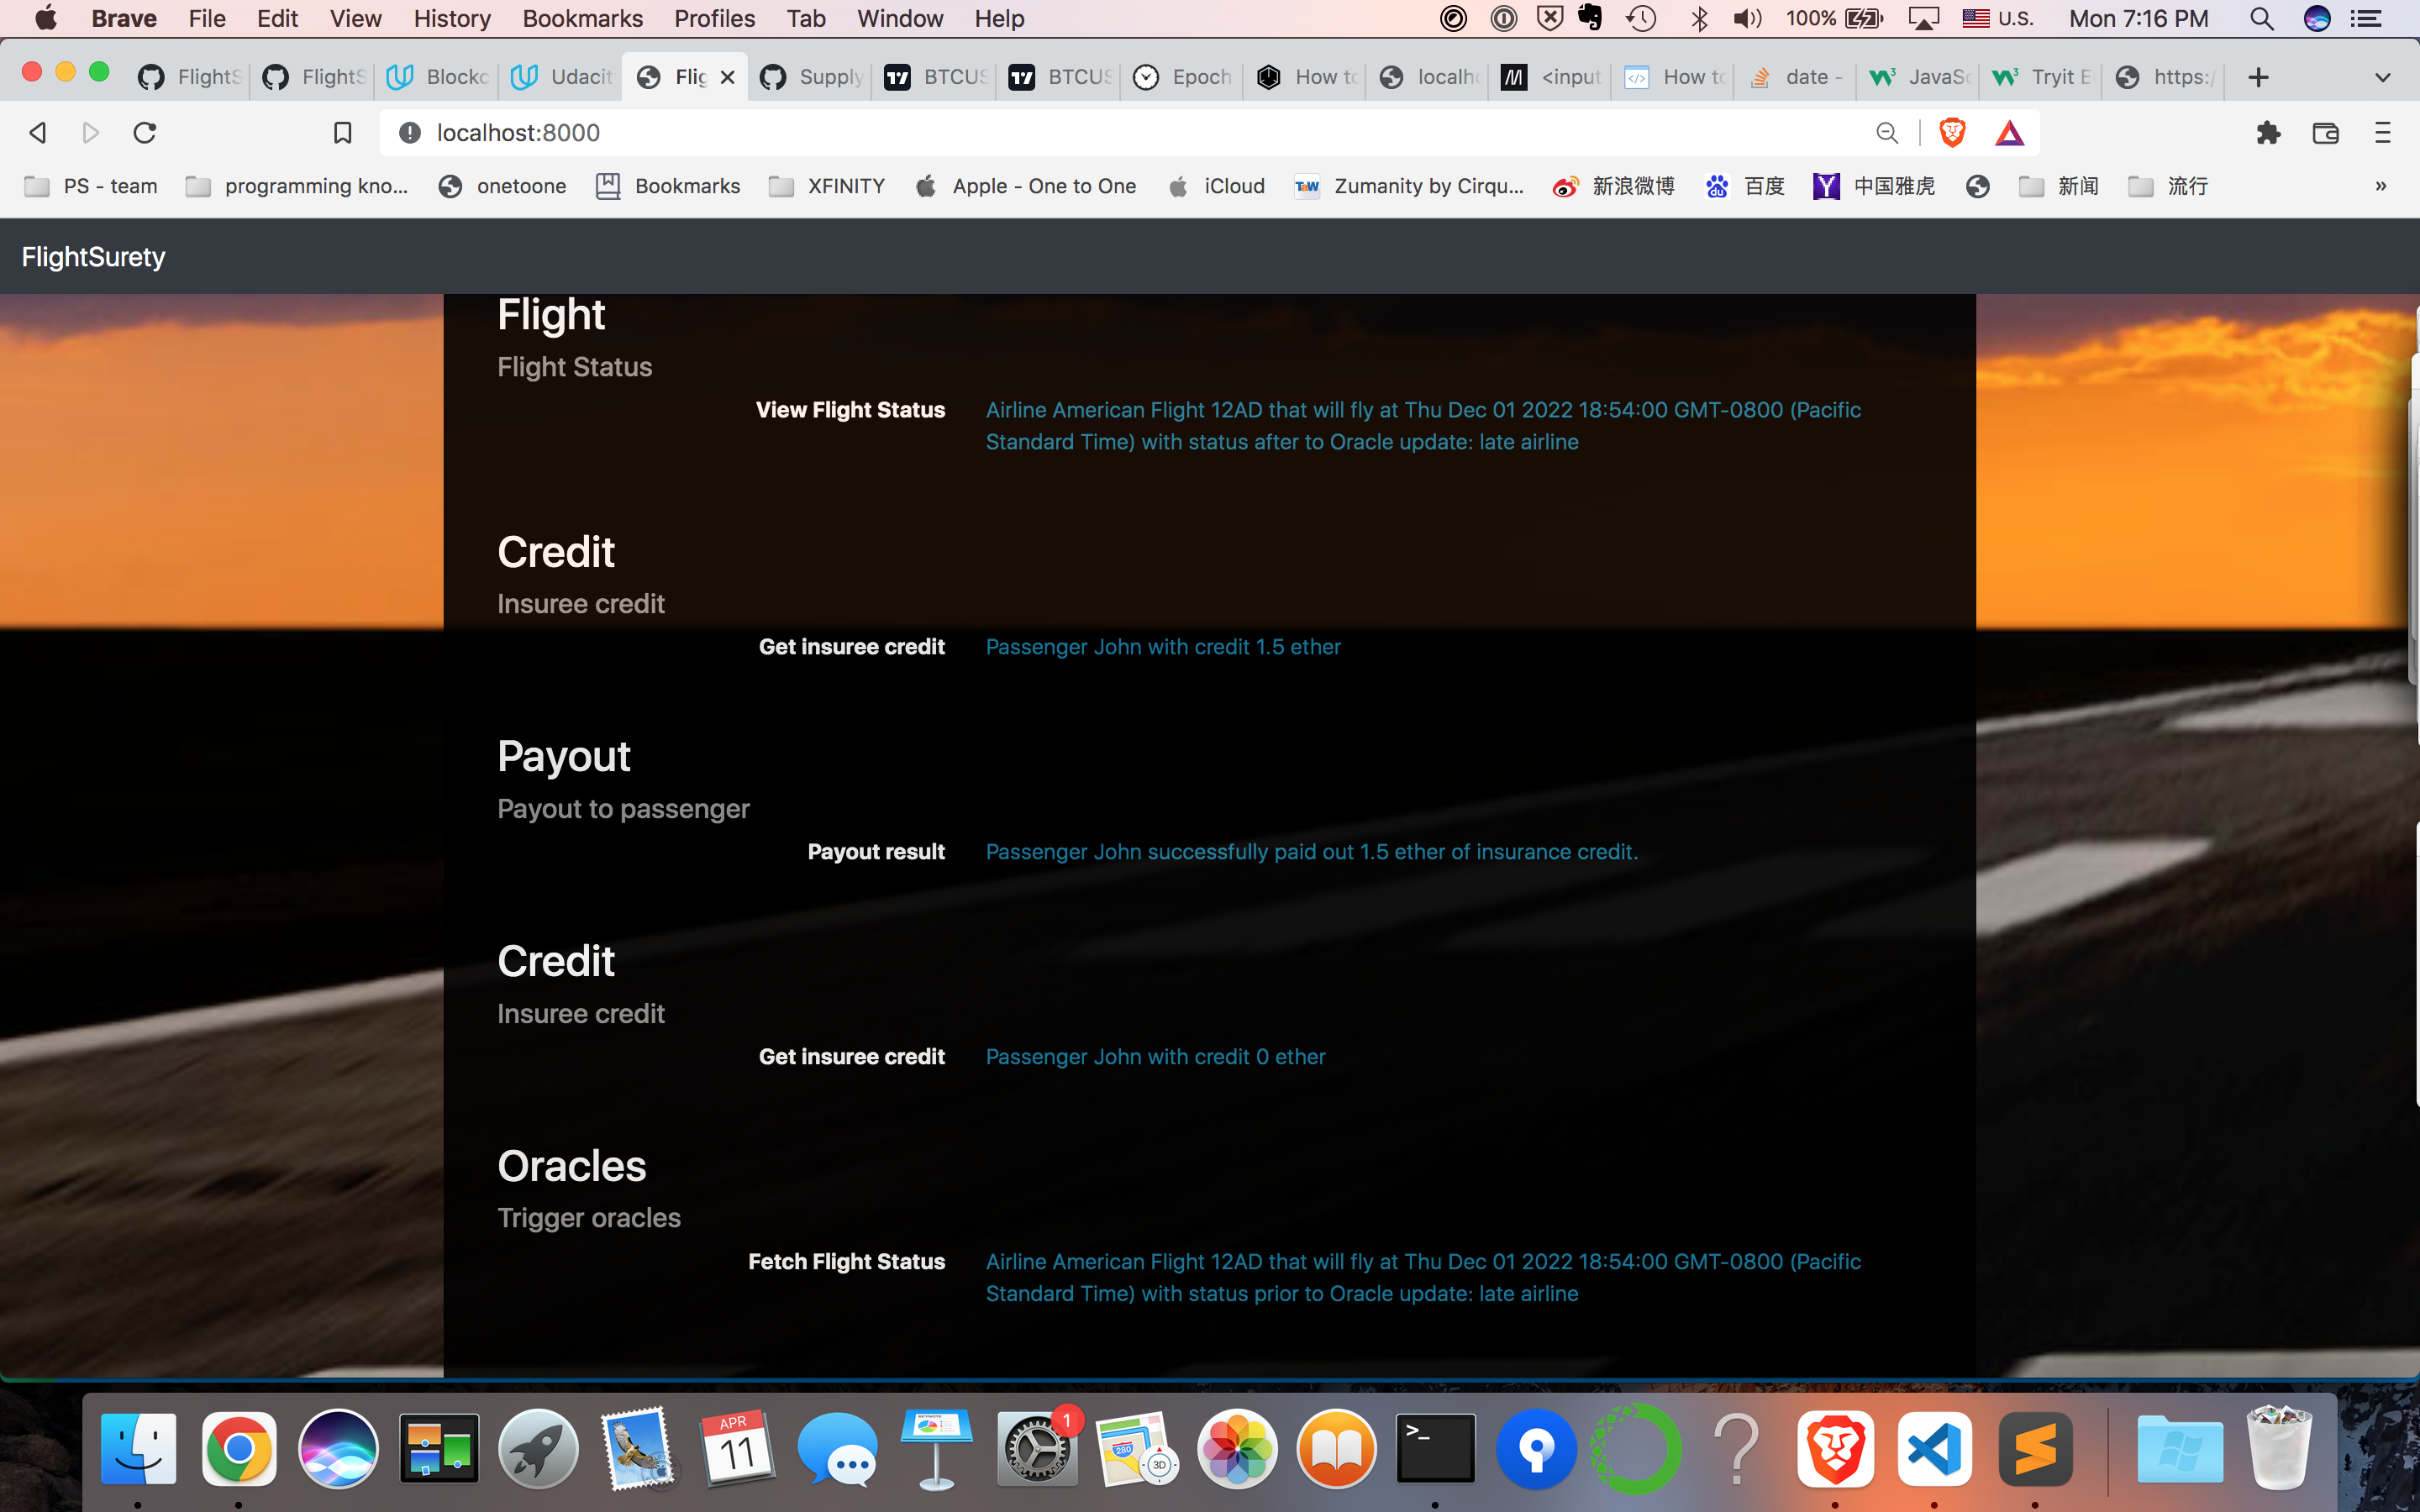 Brave File Edit View History Bookmarks Profiles Tab Window Help 100% U.S. Mon 7:16 PM
FlightS FlightS Blockc Udacit Flig Supply BTCUS BTCUS Epoch How to localho <input How to date - JavaSc Tryit E https:/
localhost:8000
PS - team programming kno... onetoone Bookmarks XFINITY Apple - One to One iCloud Zumanity by Cirqu... 新浪微博 百度 中国雅虎 新闻 流行 »
FlightSurety
Flight
Flight Status
View Flight Status Airline American Flight 12AD that will fly at Thu Dec 01 2022 18:54:00 GMT-0800 (Pacific
Standard Time) with status after to Oracle update: late airline
Credit
Insuree credit
Get insuree credit Passenger John with credit 1.5 ether
Payout
Payout to passenger
Payout result Passenger John successfully paid out 1.5 ether of insurance credit.
Credit
Insuree credit
Get insuree credit Passenger John with credit 0 ether
Oracles
Trigger oracles
Fetch Flight Status Airline American Flight 12AD that will fly at Thu Dec 01 2022 18:54:00 GMT-0800 (Pacific
Standard Time) with status prior to Oracle update: late airline
APR
11
KEYNOTE
1
280
3D
>_
?